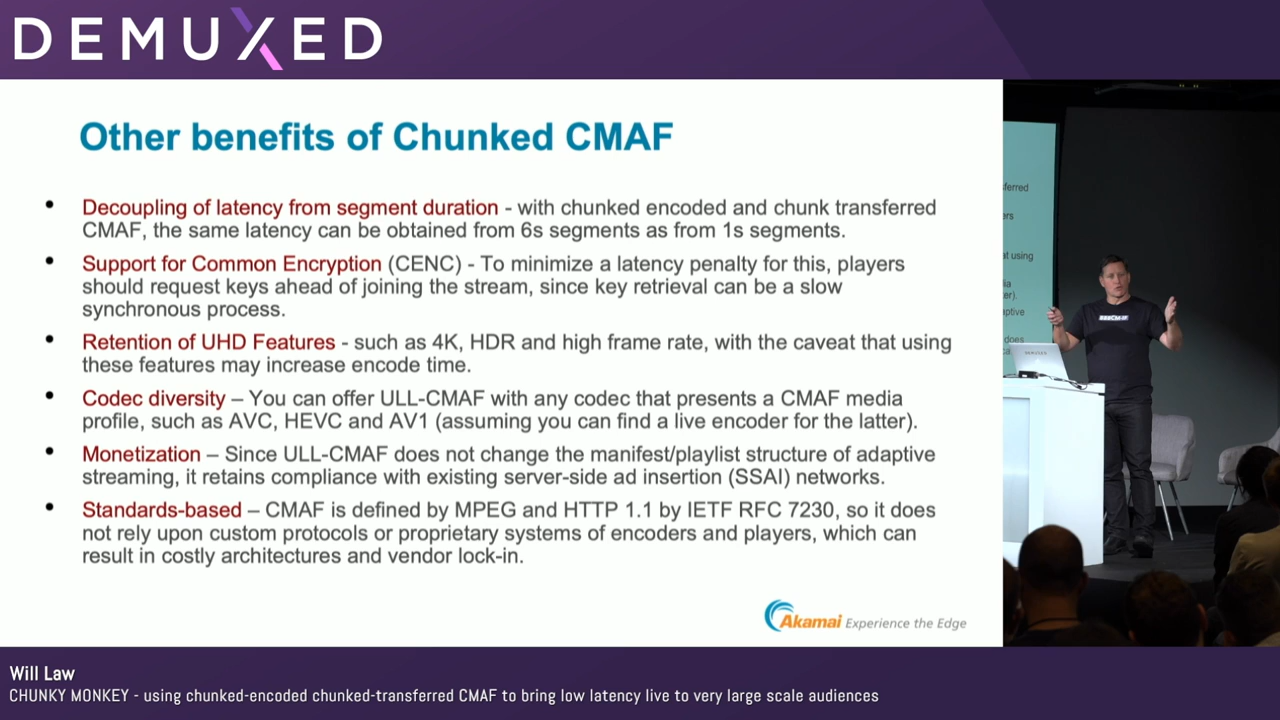 DEMUXED
Other benefits of Chunked CMAF
• Decoupling of latency from segment duration - with chunked encoded and chunk transferred
CMAF, the same latency can be obtained from 6s segments as from 1s segments.
• Support for Common Encryption (CENC) - To minimize a latency penalty for this, players
should request keys ahead of joining the stream, since key retrieval can be a slow
synchronous process.
• Retention of UHD Features - such as 4K, HDR and high frame rate, with the caveat that using
these features may increase encode time.
• Codec diversity – You can offer ULL-CMAF with any codec that presents a CMAF media
profile, such as AVC, HEVC and AV1 (assuming you can find a live encoder for the latter).
• Monetization – Since ULL-CMAF does not change the manifest/playlist structure of adaptive
streaming, it retains compliance with existing server-side ad insertion (SSAI) networks.
• Standards-based – CMAF is defined by MPEG and HTTP 1.1 by IETF RFC 7230, so it does
not rely upon custom protocols or proprietary systems of encoders and players, which can
result in costly architectures and vendor lock-in.
Akamai Experience the Edge
Will Law
CHUNKY MONKEY - using chunked-encoded chunked-transferred CMAF to bring low latency live to very large scale audiences